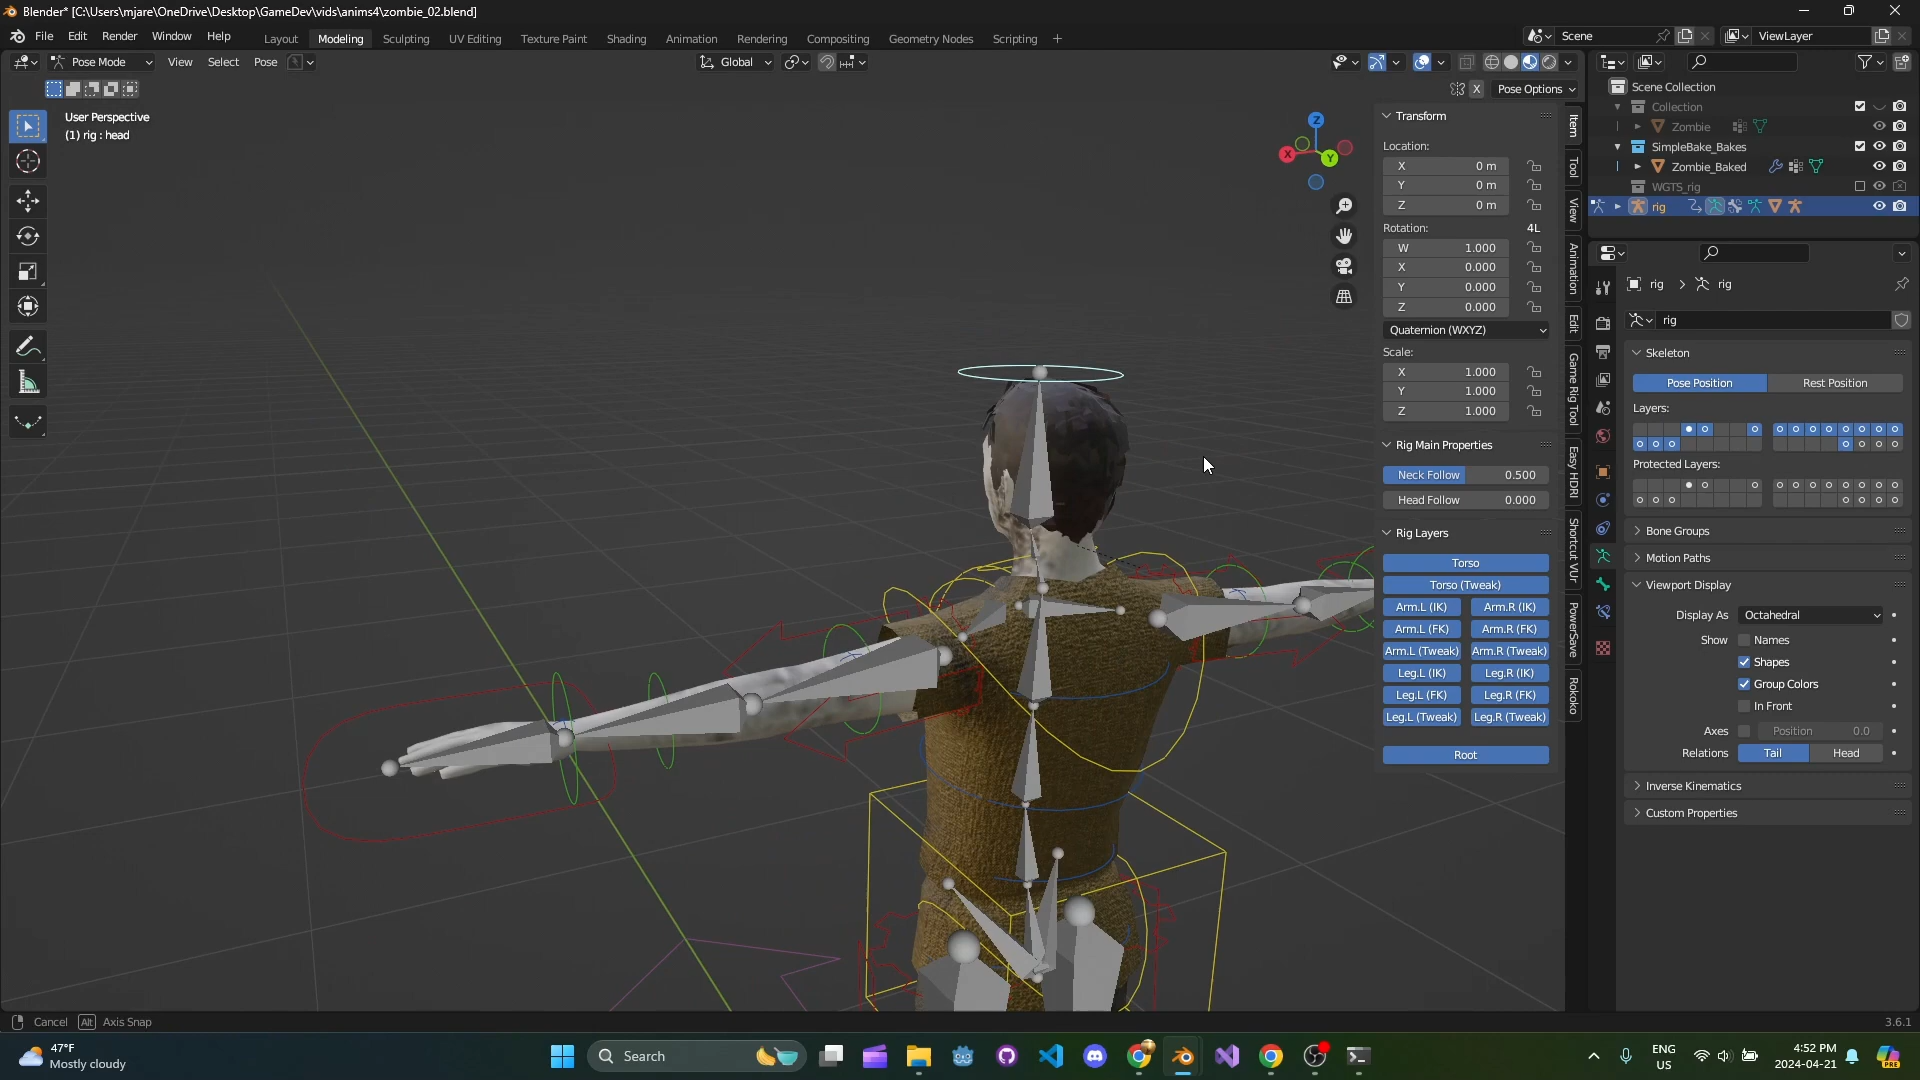 Blender* [C:\Users\mjare\OneDrive\Desktop\GameDev\vids\anims4\zombie_02.blend]
File Edit Render Window Help
Layout Modeling Sculpting UV Editing Texture Paint Shading Animation Rendering Compositing Geometry Nodes Scripting +
Scene
ViewLayer
Pose Mode View Select Pose
Global
X Pose Options
User Perspective
(1) rig : head
Z
X
Y
Transform
Location:
X 0 m
Y 0 m
Z 0 m
Rotation: 4L
W 1.000
X 0.000
Y 0.000
Z 0.000
Quaternion (WXYZ)
Scale:
X 1.000
Y 1.000
Z 1.000
Rig Main Properties
Neck Follow 0.500
Head Follow 0.000
Rig Layers
Torso
Torso (Tweak)
Arm.L (IK) Arm.R (IK)
Arm.L (FK) Arm.R (FK)
Arm.L (Tweak) Arm.R (Tweak)
Leg.L (IK) Leg.R (IK)
Leg.L (FK) Leg.R (FK)
Leg.L (Tweak) Leg.R (Tweak)
Root
Item
Tool
View
Animation
Edit
Game Rig Tool
Easy HDRI
Shortcut VUr
PowerSave
Rokoko
Scene Collection
Collection
Zombie
SimpleBake_Bakes
Zombie_Baked
WGTS_rig
rig
rig > rig
rig
Skeleton
Pose Position Rest Position
Layers:
Protected Layers:
Bone Groups
Motion Paths
Viewport Display
Display As Octahedral
Show Names
Shapes
Group Colors
In Front
Axes Position 0.0
Relations Tail Head
Inverse Kinematics
Custom Properties
Cancel Alt Axis Snap
3.6.1
47°F
Mostly cloudy
Search
ENG
US
4:52 PM
2024-04-21
PRE